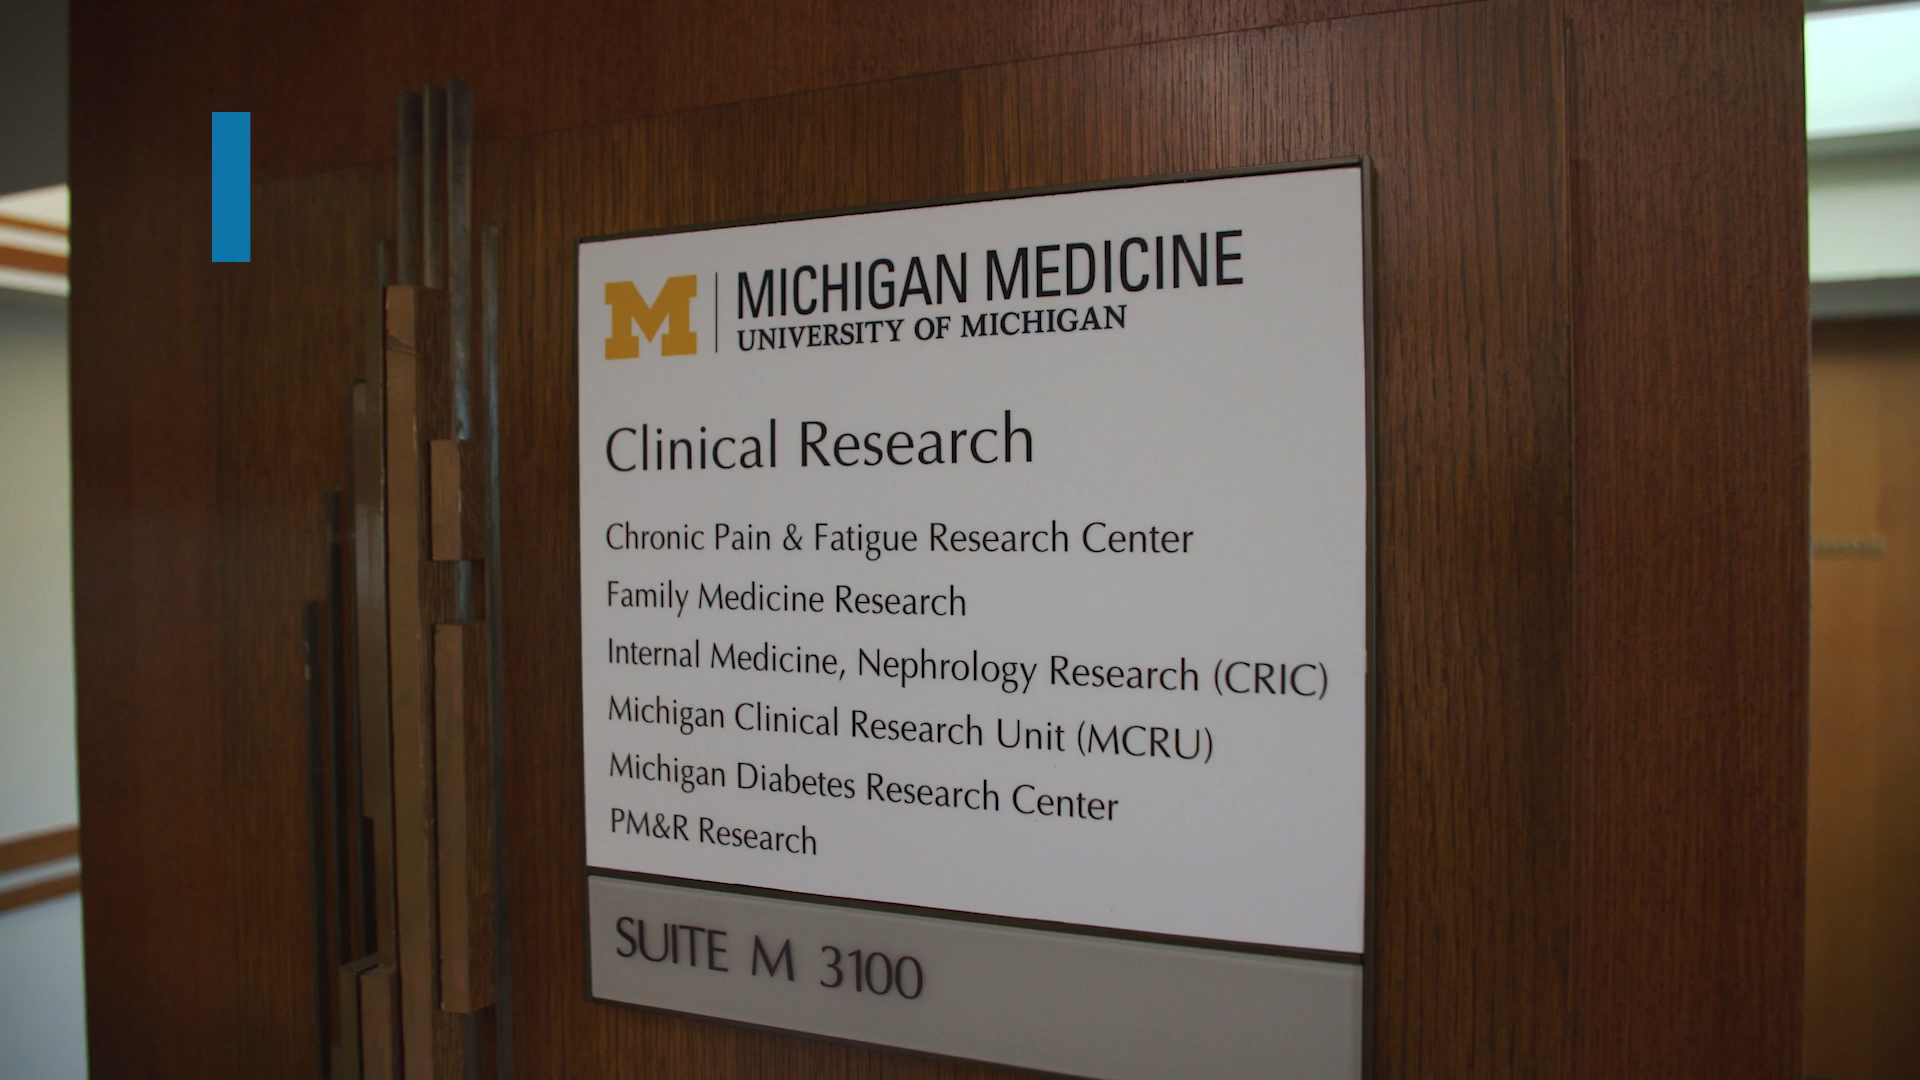 M
MICHIGAN MEDICINE
UNIVERSITY OF MICHIGAN
Clinical Research
Chronic Pain & Fatigue Research Center
Family Medicine Research
Internal Medicine, Nephrology Research (CRIC)
Michigan Clinical Research Unit (MCRU)
Michigan Diabetes Research Center
PM&R Research
SUITE M 3100